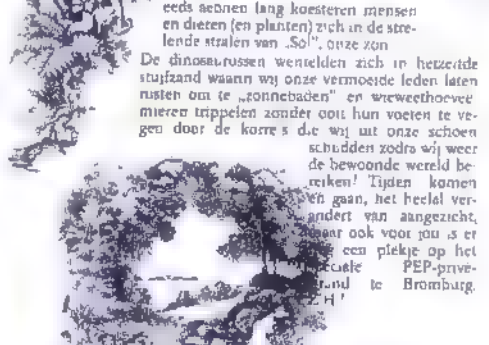 eeds aeonen lang koesteren mensen
en dieren (en planten) zich in de stre-
lende stralen van „Sol", onze zon
De dinosaurussen wentelden zich in hetzelfde
stuifzand waarin wij onze vermoeide leden laten
rusten om te „zonnebaden" en wieweethoeveel
mieren trippelen zonder ooit hun voeten te ve-
gen door de korrels die wij uit onze schoen
schudden zodra wij weer
de bewoonde wereld be-
reiken! Tijden komen
en gaan, het heelal ver-
andert van aangezicht,
maar ook voor jou is er
een plekje op het
speciale PEP-privé-
strand te Bromburg.